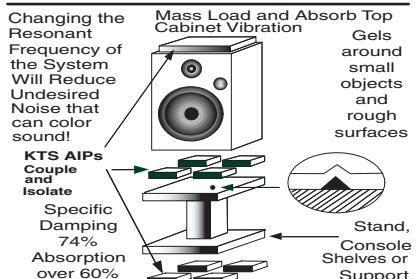 Changing the
Resonant
Frequency of
the System
Will Reduce
Undesired
Noise that
can color
sound!
Mass Load and Absorb Top
Cabinet Vibration
Gels
around
small
objects
and
rough
surfaces
KTS AIPs
Couple
and
Isolate
Specific
Damping
74%
Absorption
over 60%
Stand,
Console
Shelves or
Support